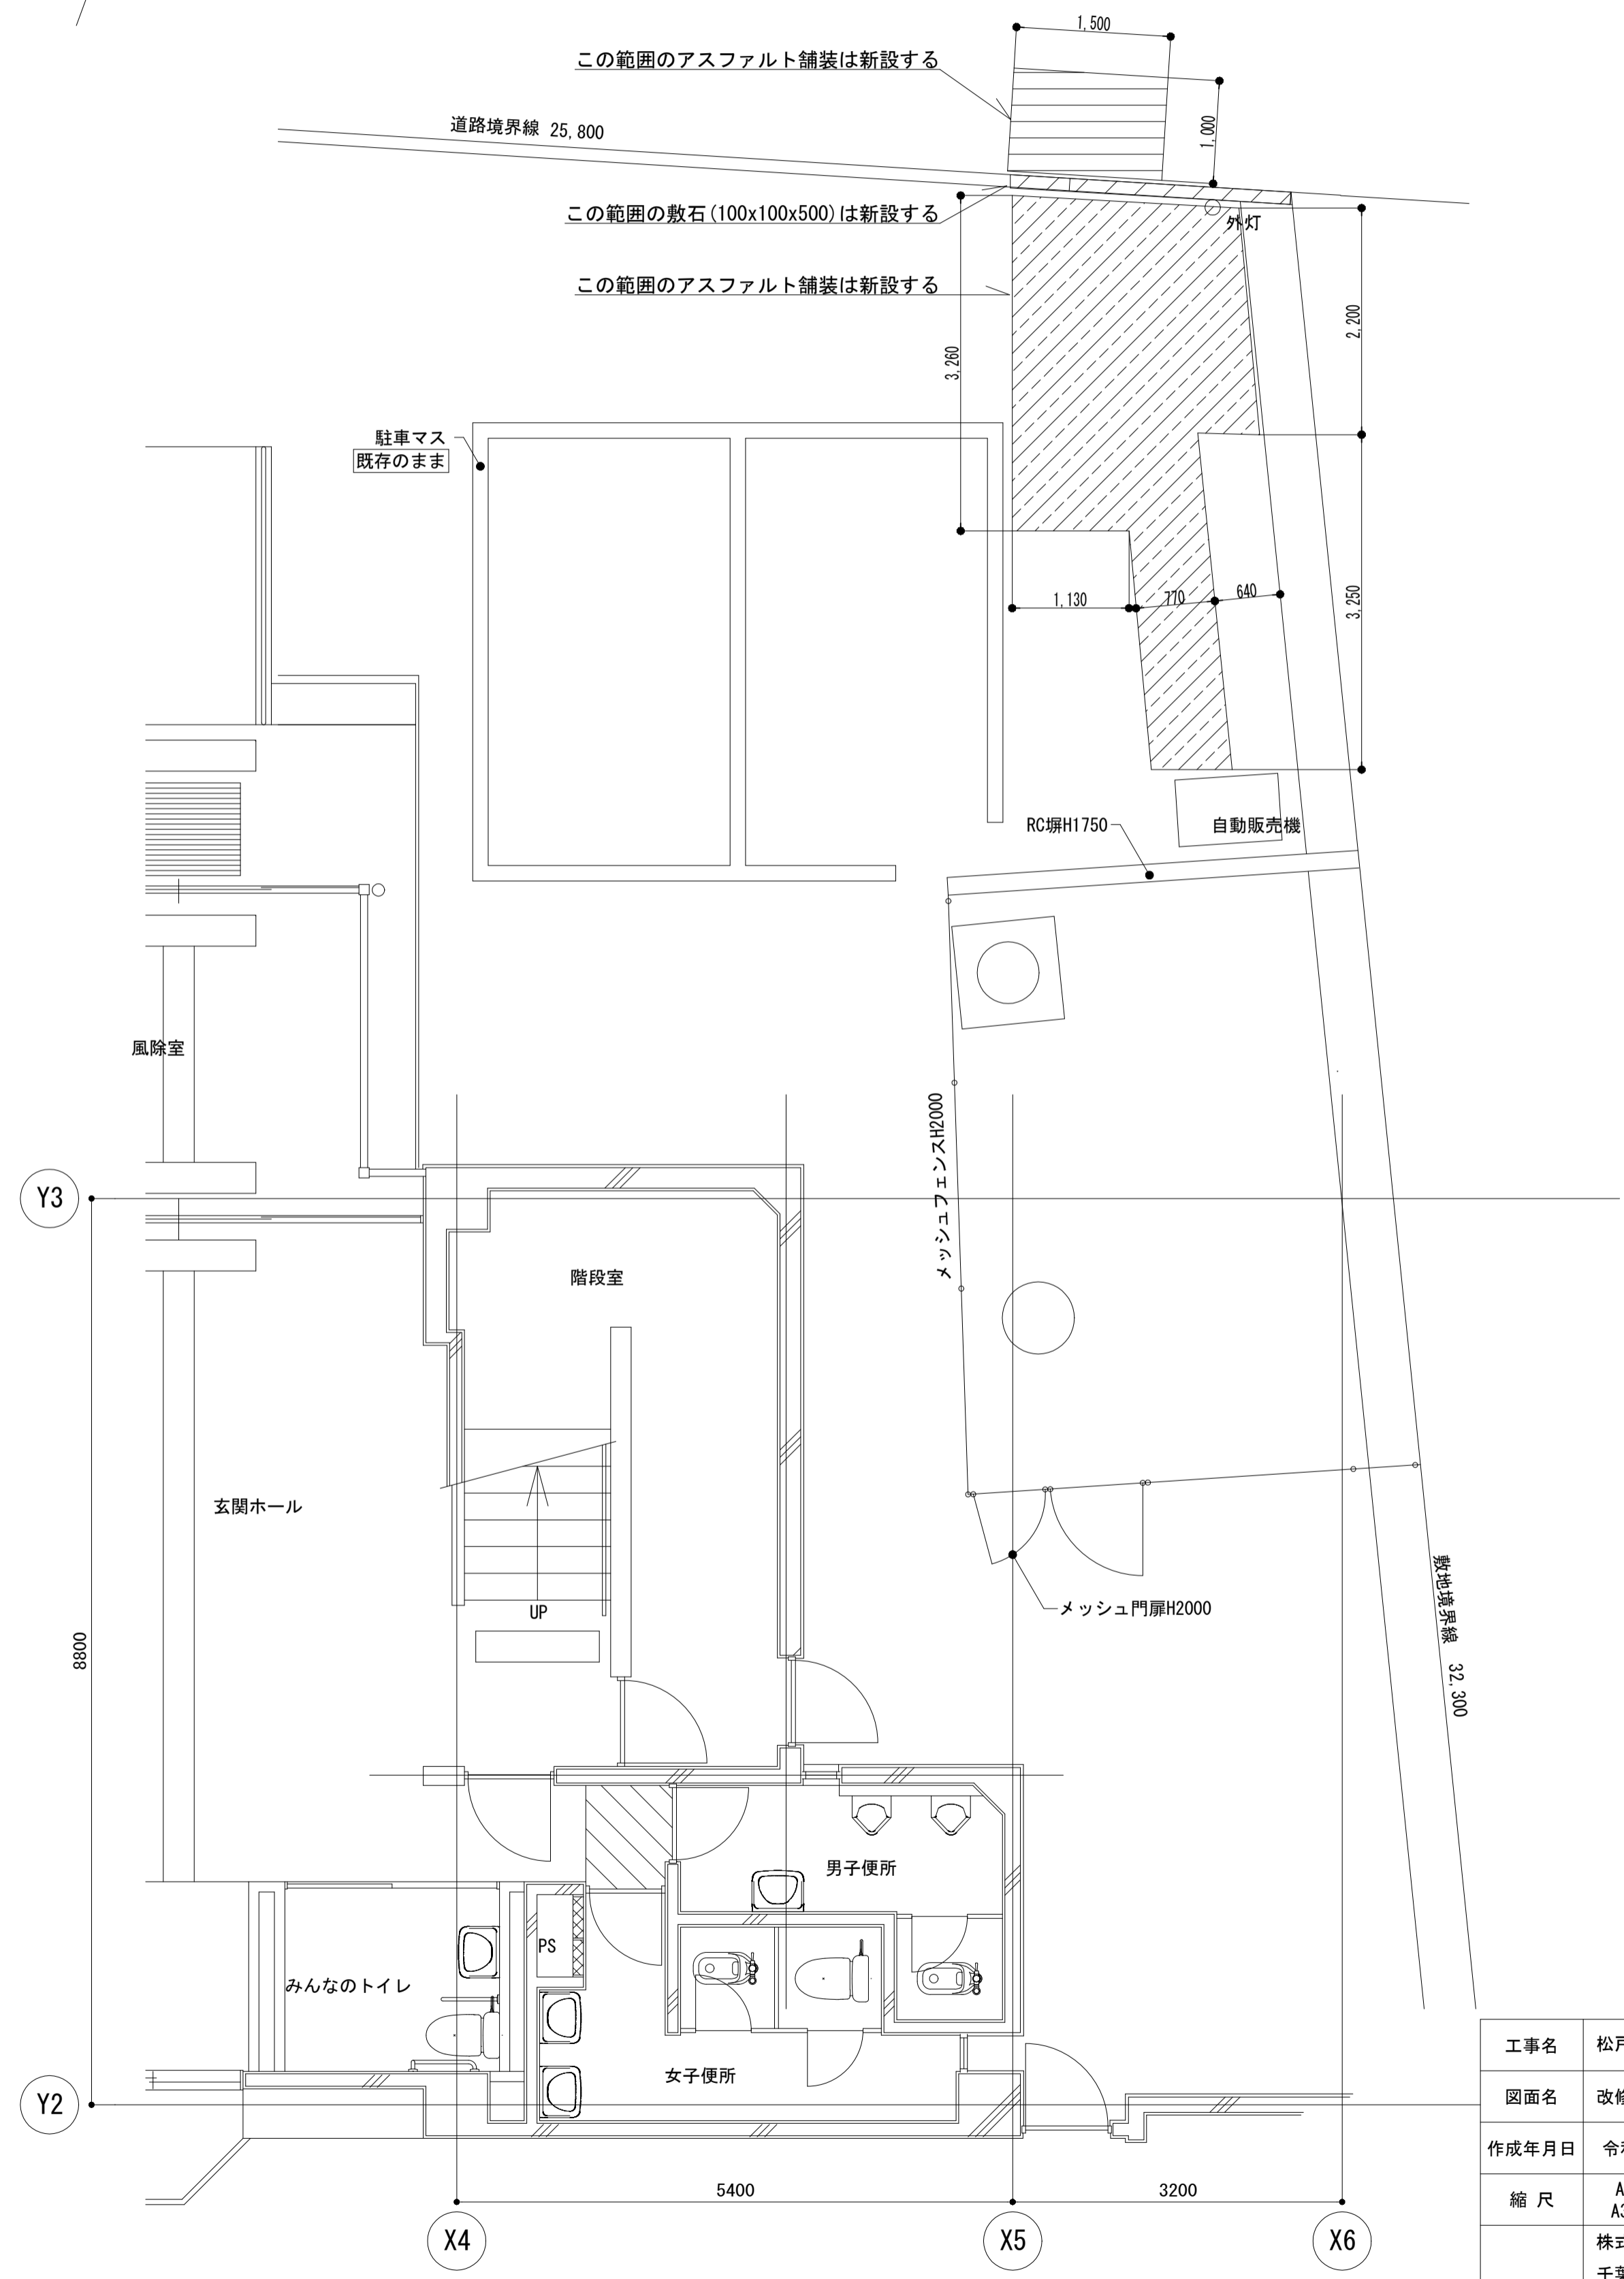 1,500
この範囲のアスファルト舗装は新設する
1,000
道路境界線 25,800
この範囲の敷石(100x100x500)は新設する
外灯
この範囲のアスファルト舗装は新設する
2,200
3,260
駐車マス
既存のまま
1,130
770
640
3,250
RC塀H1750
自動販売機
風除室
メッシュフェンスH2000
Y3
階段室
玄関ホール
UP
メッシュ門扉H2000
敷地境界線 32,300
8800
男子便所
PS
みんなのトイレ
女子便所
Y2
5400
3200
X4
X5
X6
工事名
図面名
作成年月日
縮 尺
A3
株式
千葉